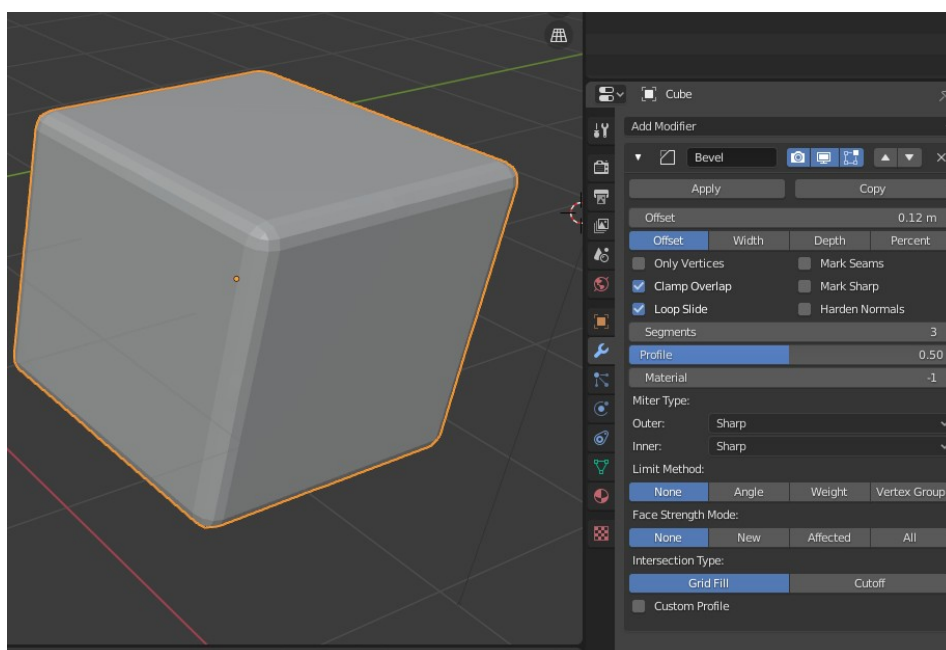 Cube
Add Modifier
Bevel
Apply Copy
Offset 0.12 m
Offset Width Depth Percent
Only Vertices Mark Seams
Clamp Overlap Mark Sharp
Loop Slide Harden Normals
Segments 3
Profile 0.50
Material -1
Miter Type:
Outer: Sharp
Inner: Sharp
Limit Method:
None Angle Weight Vertex Group
Face Strength Mode:
None New Affected All
Intersection Type:
Grid Fill Cutoff
Custom Profile